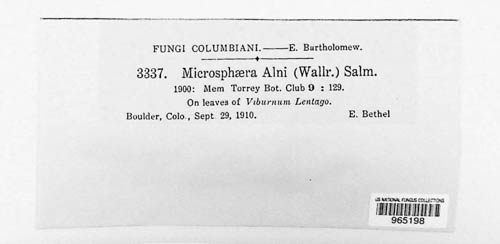 FUNGI COLUMBIANI.—E. Bartholomew.
3337. Microsphæra Alni (Wallr.) Salm.
1900: Mem Torrey Bot. Club 9 : 129.
On leaves of Viburnum Lentago.
Boulder, Colo., Sept 29, 1910. E. Bethel
US NATIONAL FUNGUS COLLECTIONS
965198